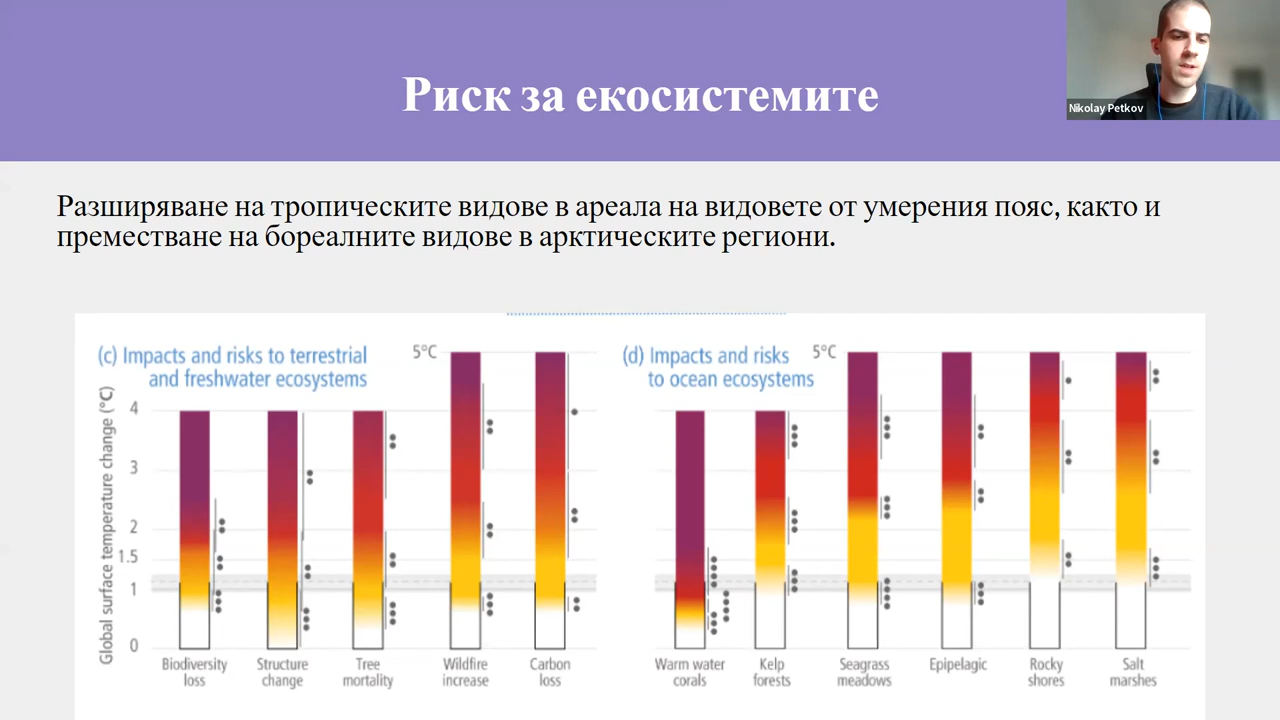 Риск за екосистемите
Nikolay Petkov
Разширяване на тропическите видове в ареала на видовете от умерения пояс, както и
преместване на бореалните видове в арктическите региони.
(c) Impacts and risks to terrestrial
and freshwater ecosystems
5°C
(d) Impacts and risks
to ocean ecosystems
5°C
Global surface temperature change (°C)
4
3
2
1.5
1
0
Biodiversity
loss
Structure
change
Tree
mortality
Wildfire
increase
Carbon
loss
Warm water
corals
Kelp
forests
Seagrass
meadows
Epipelagic
Rocky
shores
Salt
marshes